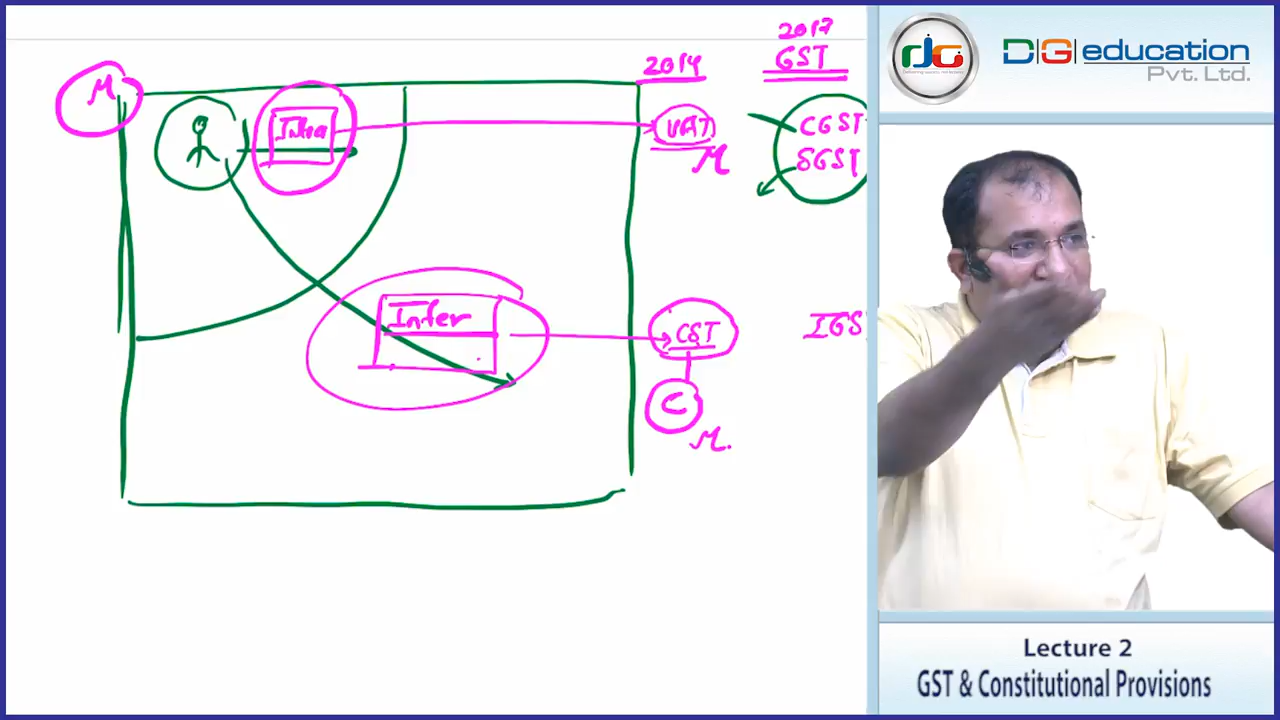 2017
2014 GST
M
Intra
VAT
M
CGST
SGST
Inter
CST
IGS
C
M.
DG education
Pvt. Ltd.
Lecture 2
GST & Constitutional Provisions